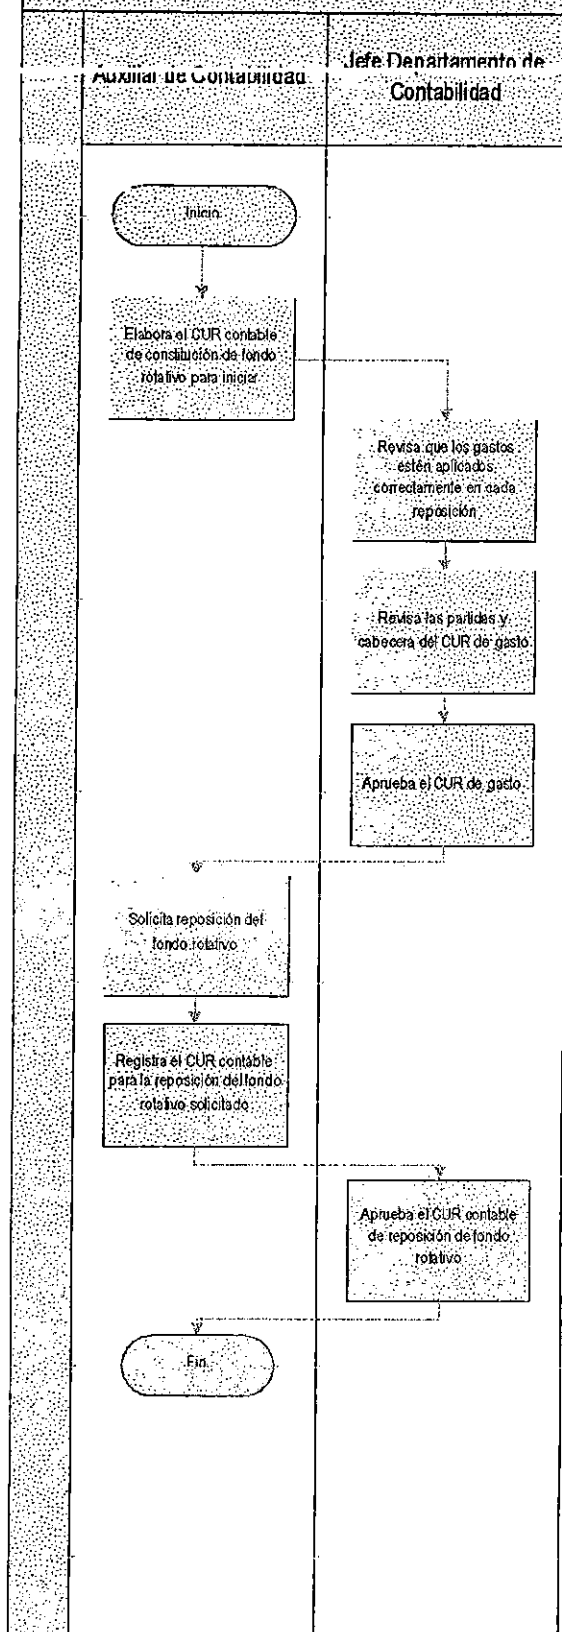 Auxiliar de Contabilidad
Jefe Departamento de
Contabilidad
Inicio
Elabora el CUR contable
de constitución de fondo
rotativo para iniciar
Revisa que los gastos
estén aplicados
correctamente en cada
reposición
Revisa las partidas y
cabecera del CUR de gasto
Aprueba el CUR de gasto
Solicita reposición del
fondo rotativo
Registra el CUR contable
para la reposición del fondo
rotativo solicitado
Aprueba el CUR contable
de reposición de fondo
rotativo
Fin